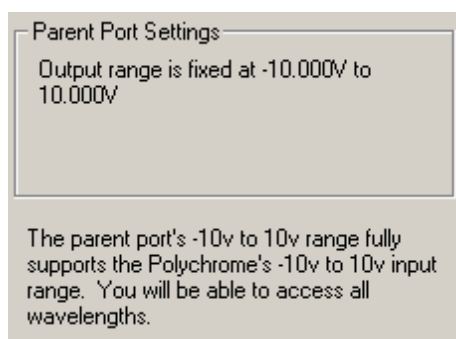 Parent Port Settings
Output range is fixed at -10.000V to
10.000V
The parent port's -10v to 10v range fully
supports the Polychrome's -10v to 10v input
range.  You will be able to access all
wavelengths.